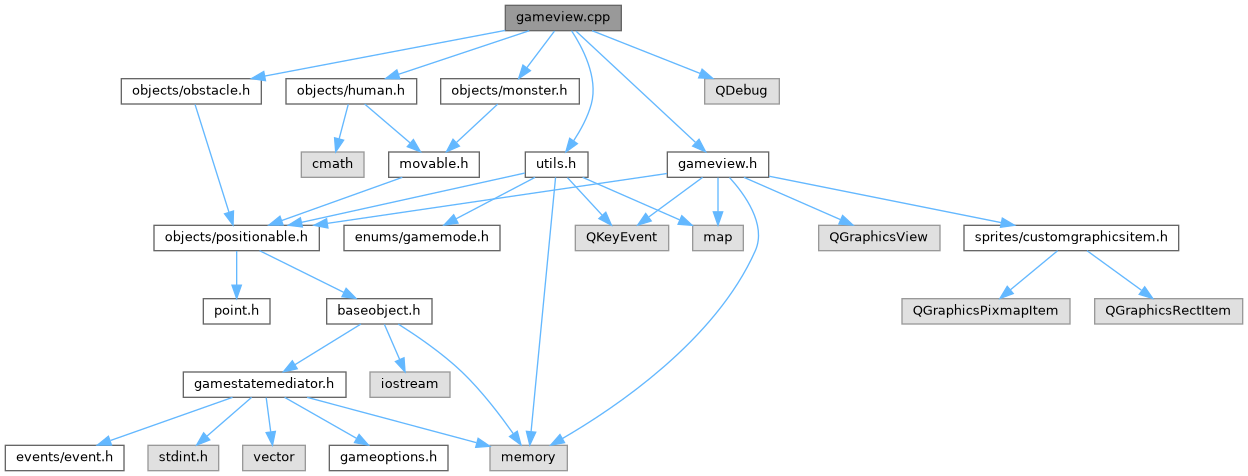 gameview.cpp
objects/obstacle.h
objects/human.h
objects/monster.h
QDebug
cmath
movable.h
utils.h
gameview.h
objects/positionable.h
enums/gamemode.h
QKeyEvent
map
QGraphicsView
sprites/customgraphicsitem.h
point.h
baseobject.h
QGraphicsPixmapItem
QGraphicsRectItem
gamestatemediator.h
iostream
events/event.h
stdint.h
vector
gameoptions.h
memory